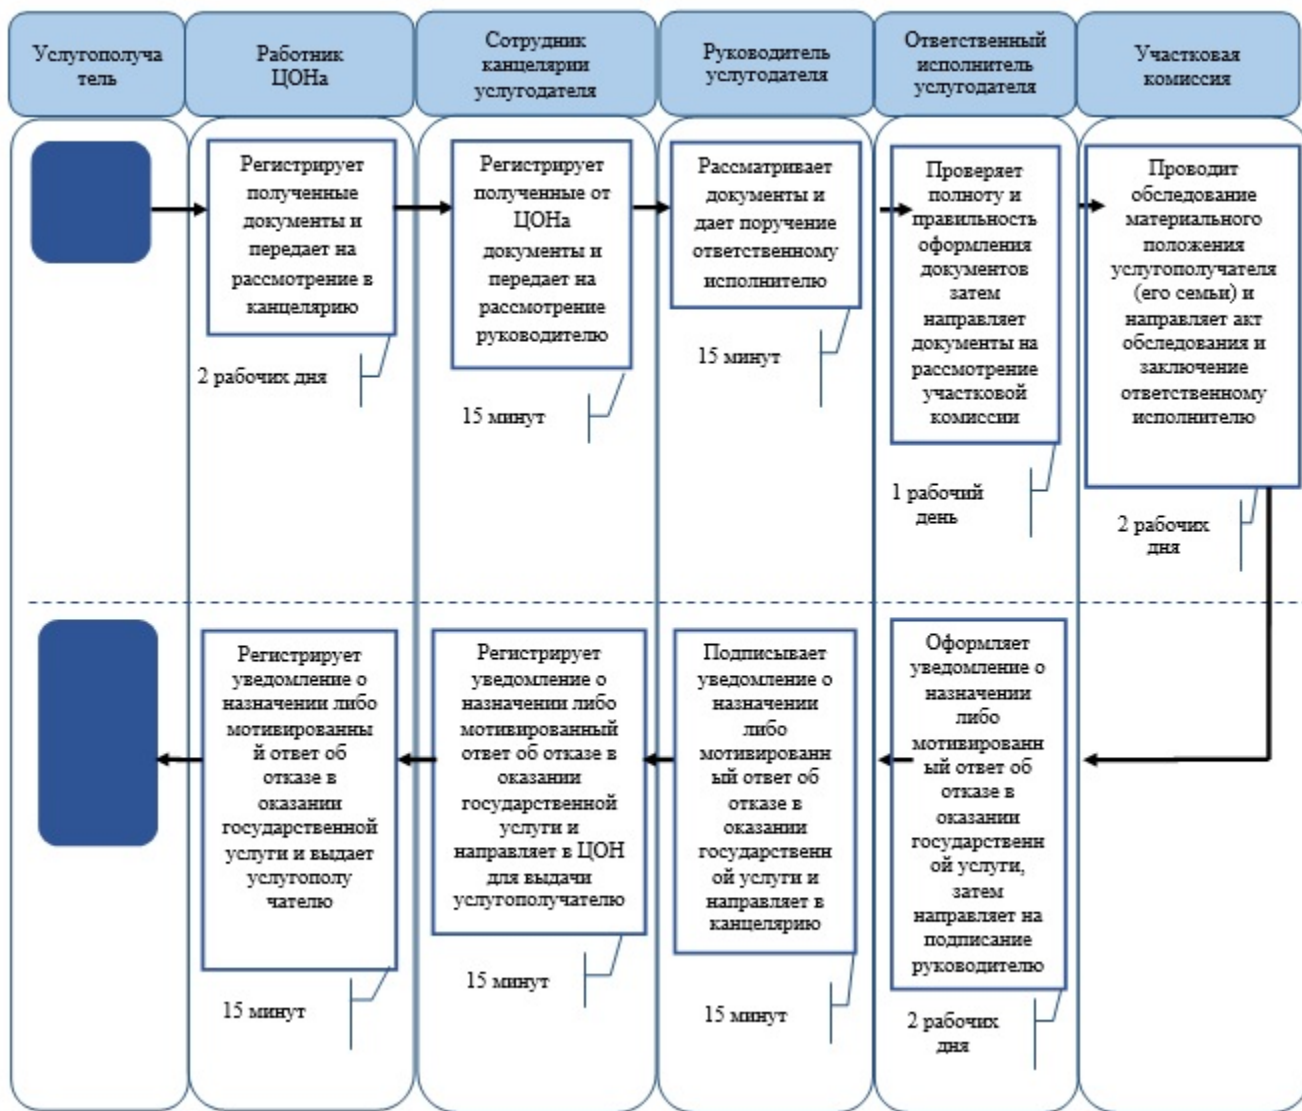 Услугополуча
тель
Работник
ЦОНа
Сотрудник
канцелярии
услугодателя
Руководитель
услугодателя
Ответственный
исполнитель
услугодателя
Участковая
комиссия
Регистрирует
полученные
документы и
передает на
рассмотрение в
канцелярию
2 рабочих дня
Регистрирует
полученные от
ЦОНа
документы и
передает на
рассмотрение
руководителю
15 минут
Рассматривает
документы и
дает поручение
ответственному
исполнителю
15 минут
Проверяет
полноту и
правильность
оформления
документов
затем
направляет
документы на
рассмотрение
участковой
комиссии
1 рабочий
день
Проводит
обследование
материального
положения
услугополучателя
(его семьи) и
направляет акт
обследования и
заключение
ответственному
исполнителю
2 рабочих
дня
Регистрирует
уведомление о
назначении либо
мотивированны
й ответ об
отказе в
оказании
государственной
услуги и выдает
услугополу
чателю
15 минут
Регистрирует
уведомление о
назначении либо
мотивированный
ответ об отказе в
оказании
государственной
услуги и
направляет в ЦОН
для выдачи
услугополучателю
15 минут
Подписывает
уведомление о
назначении
либо
мотивированн
ый ответ об
отказе в
оказании
государственн
ой услуги и
направляет в
канцелярию
15 минут
Оформляет
уведомление о
назначении
либо
мотивированн
ый ответ об
отказе в
оказании
государственн
ой услуги,
затем
направляет на
подписание
руководителю
2 рабочих
дня